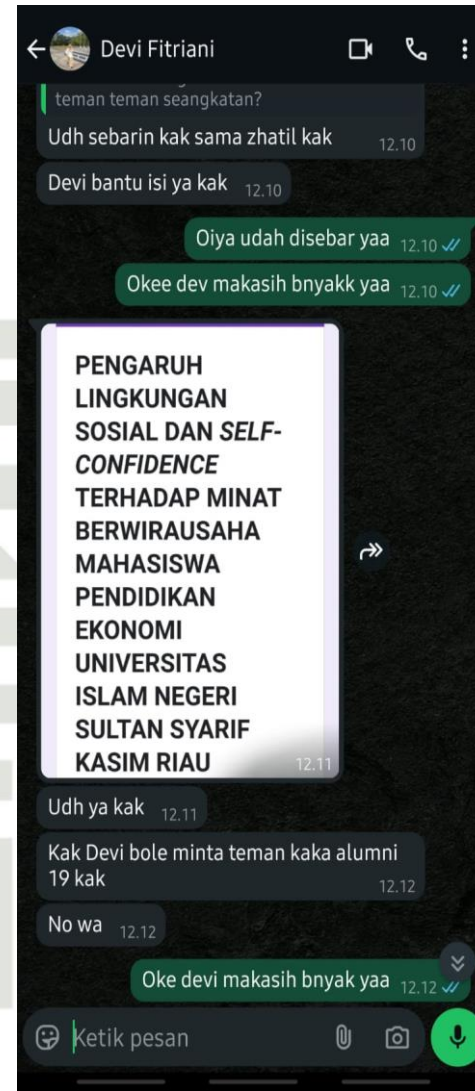 Devi Fitriani
teman teman seangkatan?
Udh sebarin kak sama zhatil kak 12.10
Devi bantu isi ya kak 12.10
Oiya udah disebar yaa 12.10
Okee dev makasih bnyakk yaa 12.10
PENGARUH
LINGKUNGAN
SOSIAL DAN SELF-
CONFIDENCE
TERHADAP MINAT
BERWIRAUSAHA
MAHASISWA
PENDIDIKAN
EKONOMI
UNIVERSITAS
ISLAM NEGERI
SULTAN SYARIF
KASIM RIAU 12.11
Udh ya kak 12.11
Kak Devi bole minta teman kaka alumni
19 kak 12.12
No wa 12.12
Oke devi makasih bnyak yaa 12.12
Ketik pesan